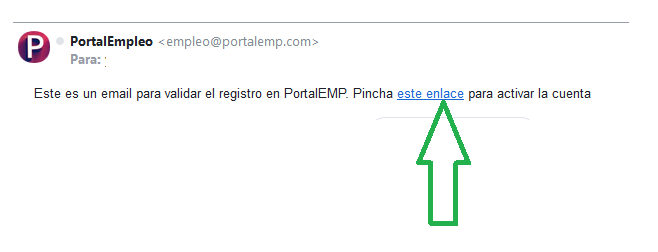 P
PortalEmpleo <empleo@portalemp.com>
Para: :
Este es un email para validar el registro en PortalEMP. Pincha este enlace para activar la cuenta